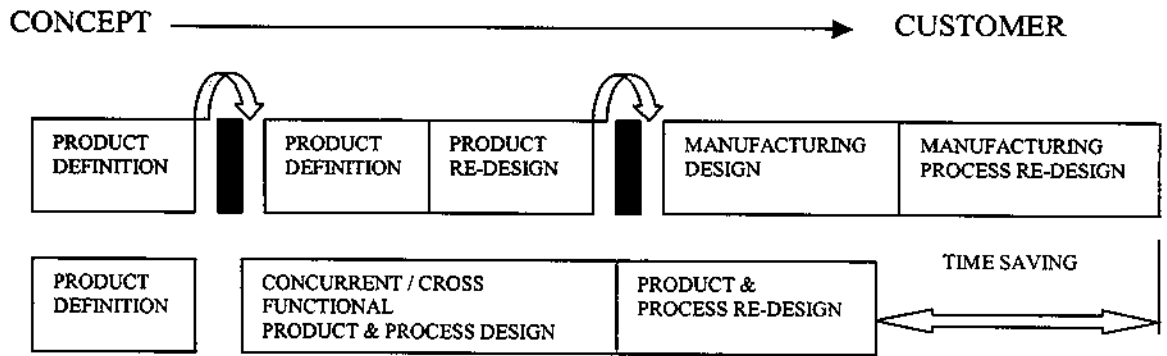 CONCEPT
CUSTOMER
PRODUCT
DEFINITION
PRODUCT
DEFINITION
PRODUCT
RE-DESIGN
MANUFACTURING
DESIGN
MANUFACTURING
PROCESS RE-DESIGN
PRODUCT
DEFINITION
CONCURRENT / CROSS
FUNCTIONAL
PRODUCT & PROCESS DESIGN
PRODUCT &
PROCESS RE-DESIGN
TIME SAVING